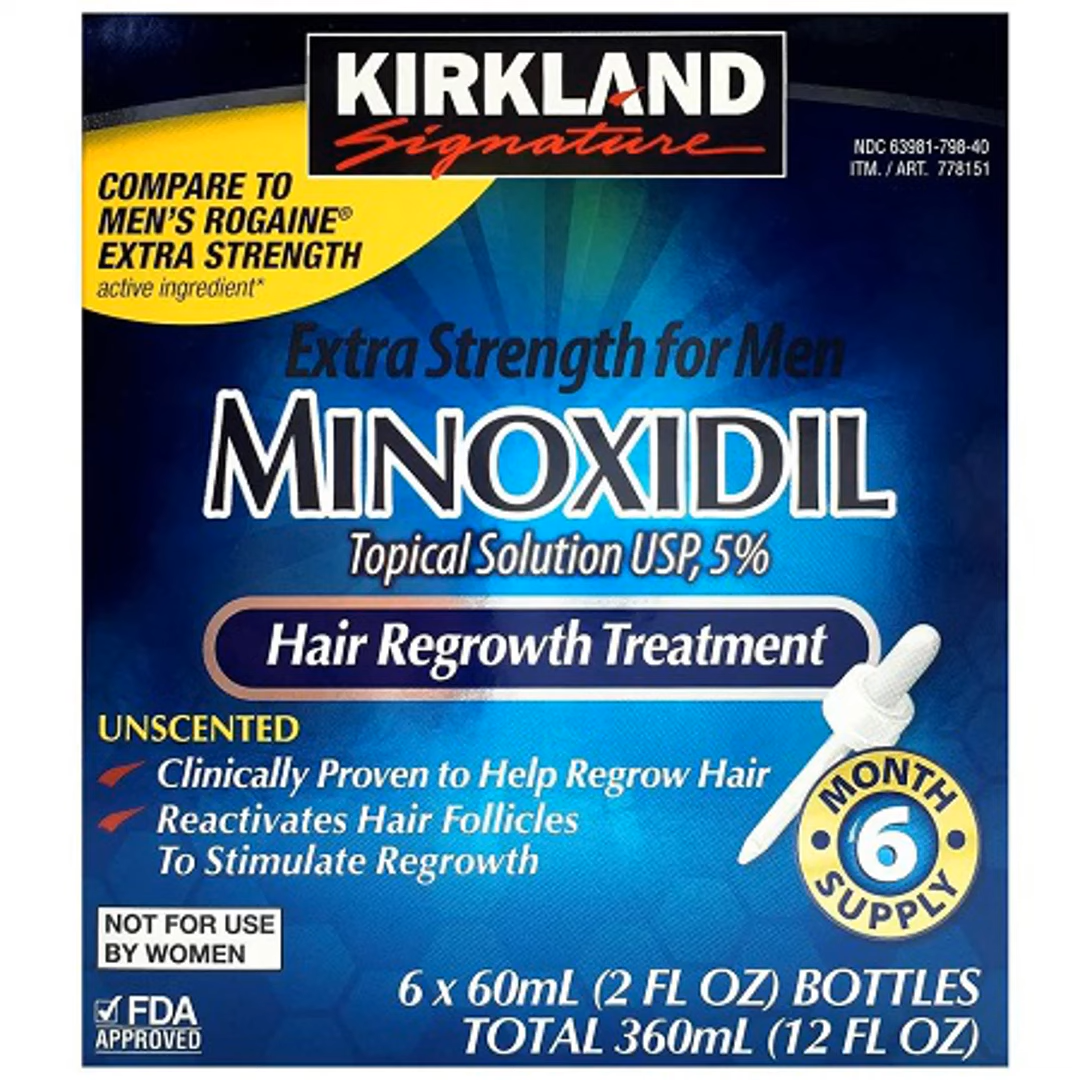 KIRKLAND
Signature
NDC 63981-798-40
ITM. / ART. 778151
COMPARE TO
MEN'S ROGAINE®
EXTRA STRENGTH
active ingredient*
Extra Strength for Men
MINOXIDIL
Topical Solution USP, 5%
Hair Regrowth Treatment
UNSCENTED
Clinically Proven to Help Regrow Hair
Reactivates Hair Follicles
To Stimulate Regrowth
MONTH
6
SUPPLY
NOT FOR USE
BY WOMEN
FDA
APPROVED
6 x 60mL (2 FL OZ) BOTTLES
TOTAL 360mL (12 FL OZ)